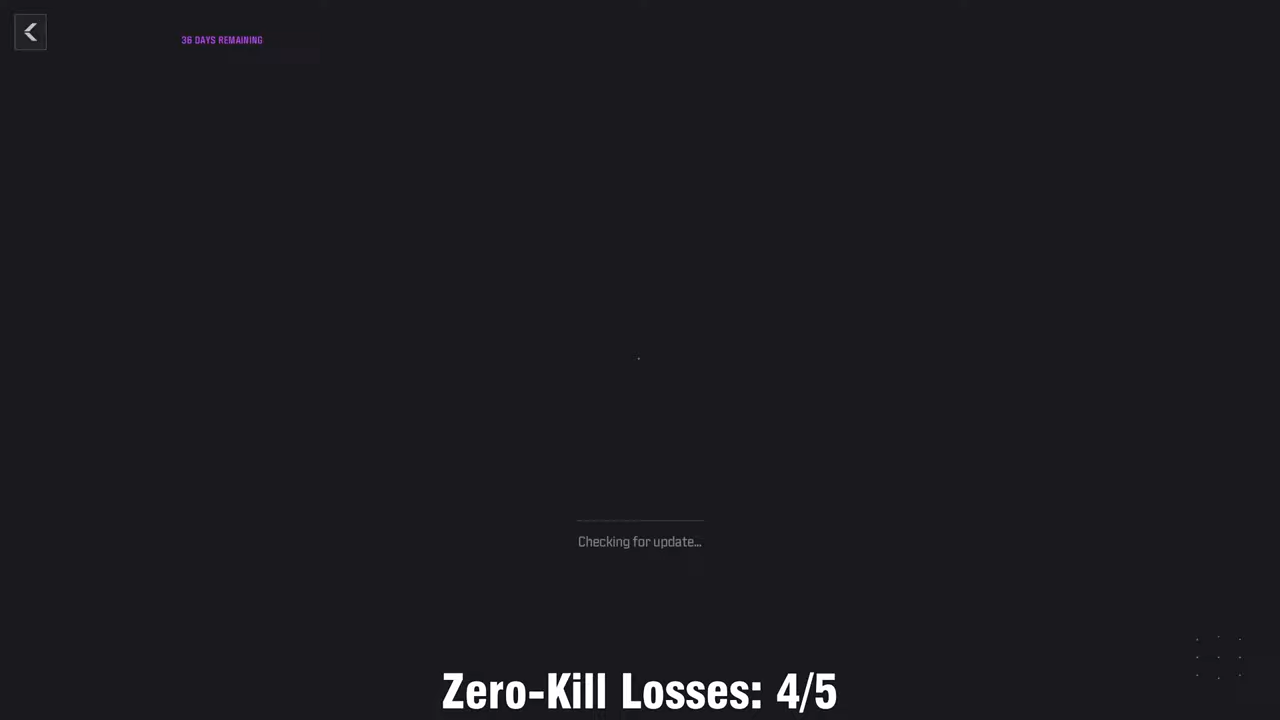 36 DAYS REMAINING
Checking for update...
Zero-Kill Losses: 4/5